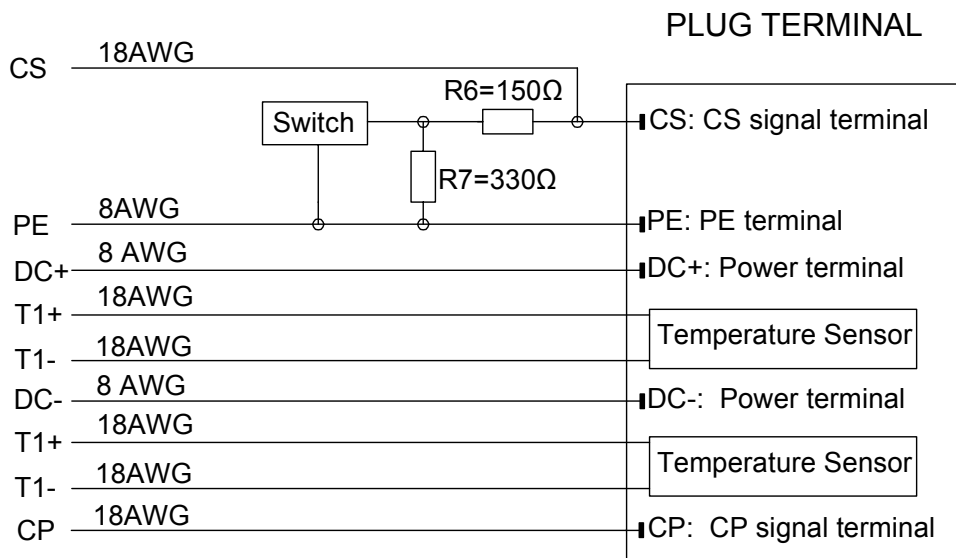 PLUG TERMINAL
CS 18AWG
R6=150Ω
Switch
CS: CS signal terminal
R7=330Ω
PE 8AWG
PE: PE terminal
DC+ 8 AWG
DC+: Power terminal
T1+ 18AWG
Temperature Sensor
T1- 18AWG
DC- 8 AWG
DC-: Power terminal
T1+ 18AWG
Temperature Sensor
T1- 18AWG
CP 18AWG
CP: CP signal terminal